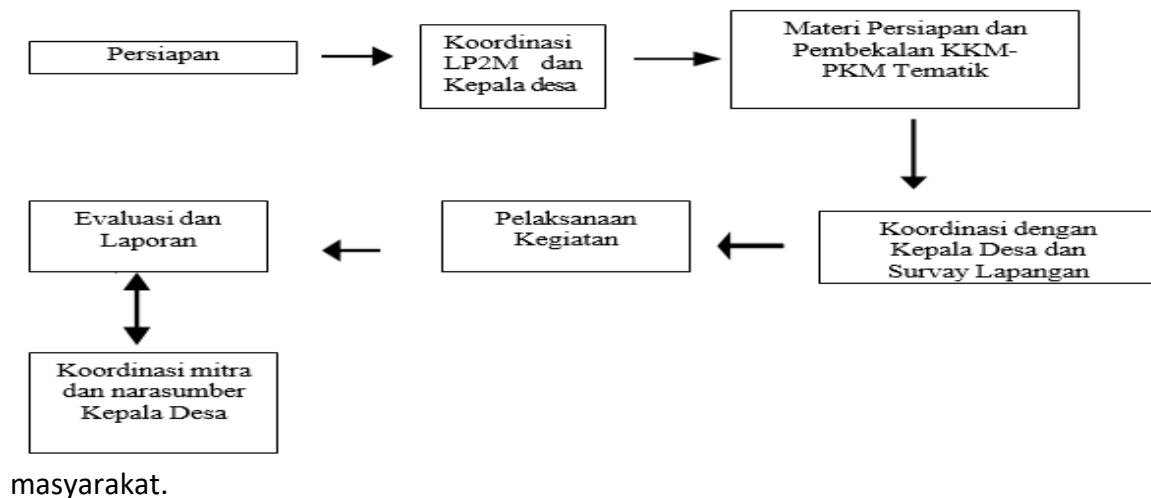 Persiapan
Koordinasi
LP2M dan
Kepala desa
Materi Persiapan dan
Pembekalan KKM-
PKM Tematik
Koordinasi dengan
Kepala Desa dan
Survay Lapangan
Pelaksanaan
Kegiatan
Evaluasi dan
Laporan
Koordinasi mitra
dan narasumber
Kepala Desa
masyarakat.